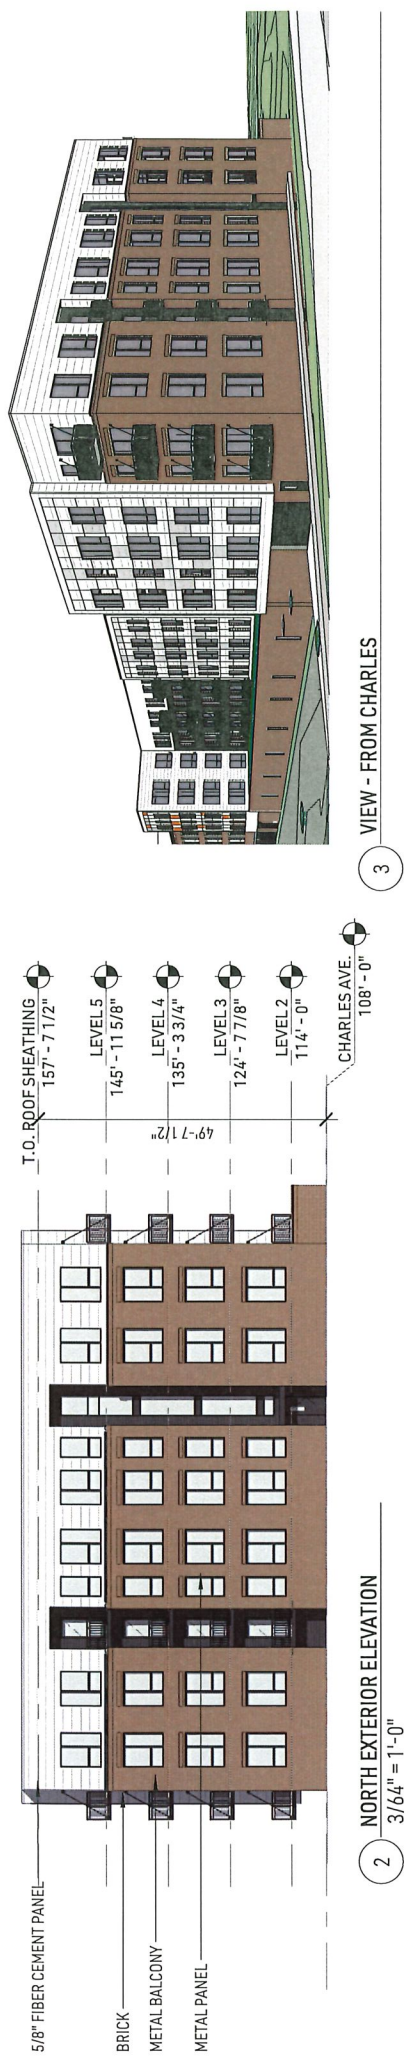 5/8" FIBER CEMENT PANEL
BRICK
METAL BALCONY
METAL PANEL
T.O. ROOF SHEATHING
157' - 7 1/2"
LEVEL 5
145' - 11 5/8"
LEVEL 4
135' - 3 3/4"
LEVEL 3
124' - 7 7/8"
LEVEL 2
114' - 0"
CHARLES AVE.
108' - 0"
49'-7 1/2"
2
NORTH EXTERIOR ELEVATION
3/64" = 1'-0"
3
VIEW - FROM CHARLES